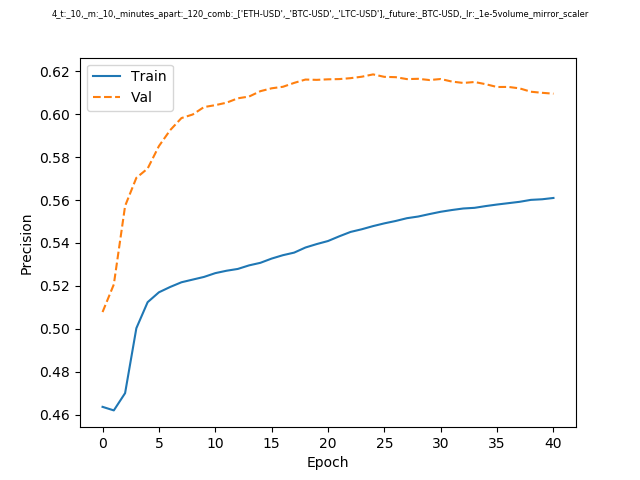 4_t:_10,_m:_10,_minutes_apart:_120_comb:_['ETH-USD',_'BTC-USD',_'LTC-USD'],_future:_BTC-USD,_lr:_1e-5volume_mirror_scaler
Train
Val
0.62
0.60
0.58
0.56
0.54
0.52
0.50
0.48
0.46
Precision
0 5 10 15 20 25 30 35 40
Epoch